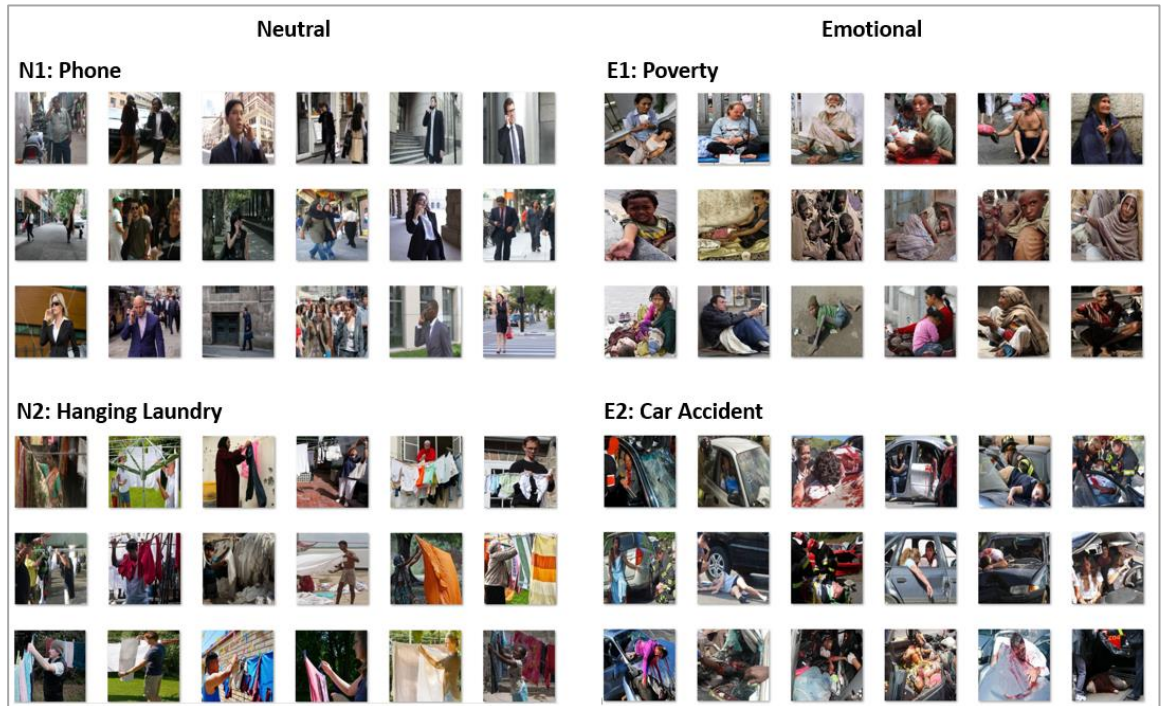 Neutral
Emotional
N1: Phone
E1: Poverty
N2: Hanging Laundry
E2: Car Accident